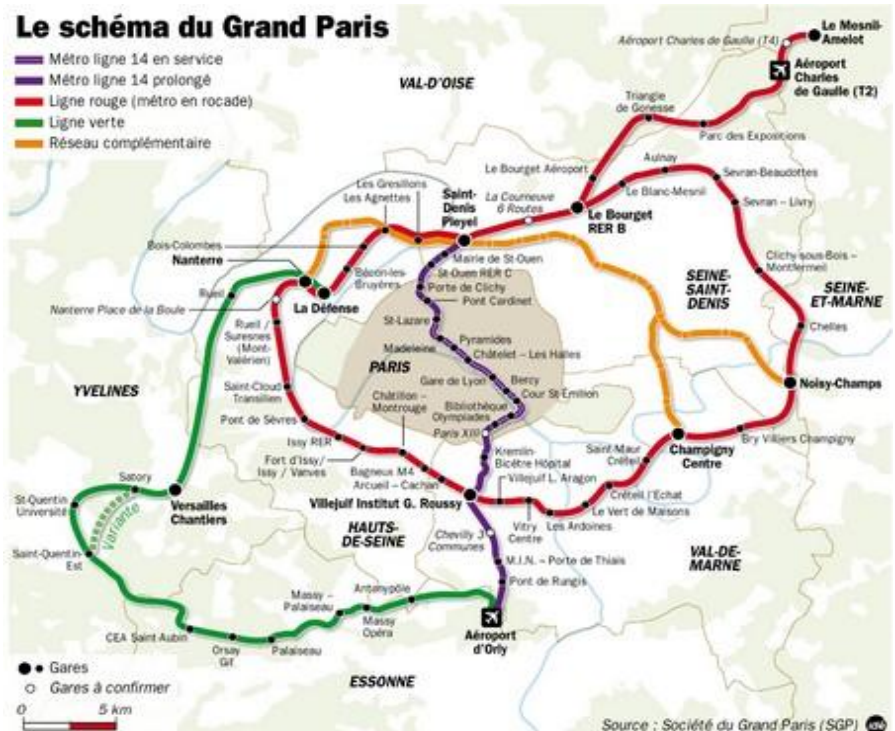 Le schéma du Grand Paris
Métro ligne 14 en service
Métro ligne 14 prolongé
Ligne rouge (métro en rocade)
Ligne verte
Réseau complémentaire
VAL-D'OISE
Aéroport Charles de Gaulle (T4)
Le Mesnil-
Amelot
Aéroport
Charles
de Gaulle (T2)
Triangle
de Gonesse
Parc des Expositions
Le Bourget Aéroport
Aulnay
Sevran-Beaudottes
Le Blanc-Mesnil
Sevran – Livry
Les Gresillons
Les Agnettes
Saint-
Denis
Pleyel
La Courneuve
6 Routes
Le Bourget
RER B
Bois-Colombes
Nanterre
Mairie de St-Ouen
St-Ouen RER C
Porte de Clichy
Pont Cardinet
Bécon-les-
Bruyères
Clichy sous-Bois –
Montfermeil
SEINE-
SAINT-
DENIS
SEINE-
ET-MARNE
Rueil
Nanterre Place de la Boule
La Défense
St-Lazare
Pyramides
Châtelet – Les Halles
Madeleine
Chelles
Rueil /
Suresnes
(Mont-
Valérien)
PARIS
Gare de Lyon
Bercy
Cour St-Émilion
Noisy-Champs
YVELINES
Saint-Cloud
Transilien
Châtillon –
Montrouge
Bibliothèque
Olympiades
Pont de Sèvres
Paris XIII
Issy RER
Kremlin-
Bicêtre Hôpital
Saint-Maur
Créteil
Champigny
Centre
Bry Villiers Champigny
Fort d'Issy/
Issy / Vanves
Bagneux M4
Arcueil – Cachan
Villejuif L. Aragon
Créteil l'Echat
Le Vert de Maisons
Satory
Versailles
Chantiers
Villejuif Institut G. Roussy
St-Quentin
Université
Variante
Vitry
Centre
Les Ardoines
HAUTS-
DE-SEINE
Chevilly 3
Communes
VAL-DE-
MARNE
Saint-Quentin-
Est
M.I.N. – Porte de Thiais
Pont de Rungis
Antonypôle
Massy –
Palaiseau
Massy
Opéra
CEA Saint Aubin
Orsay
Gif
Palaiseau
Aéroport
d'Orly
ESSONNE
Gares
Gares à confirmer
0
5 km
Source : Société du Grand Paris (SGP)